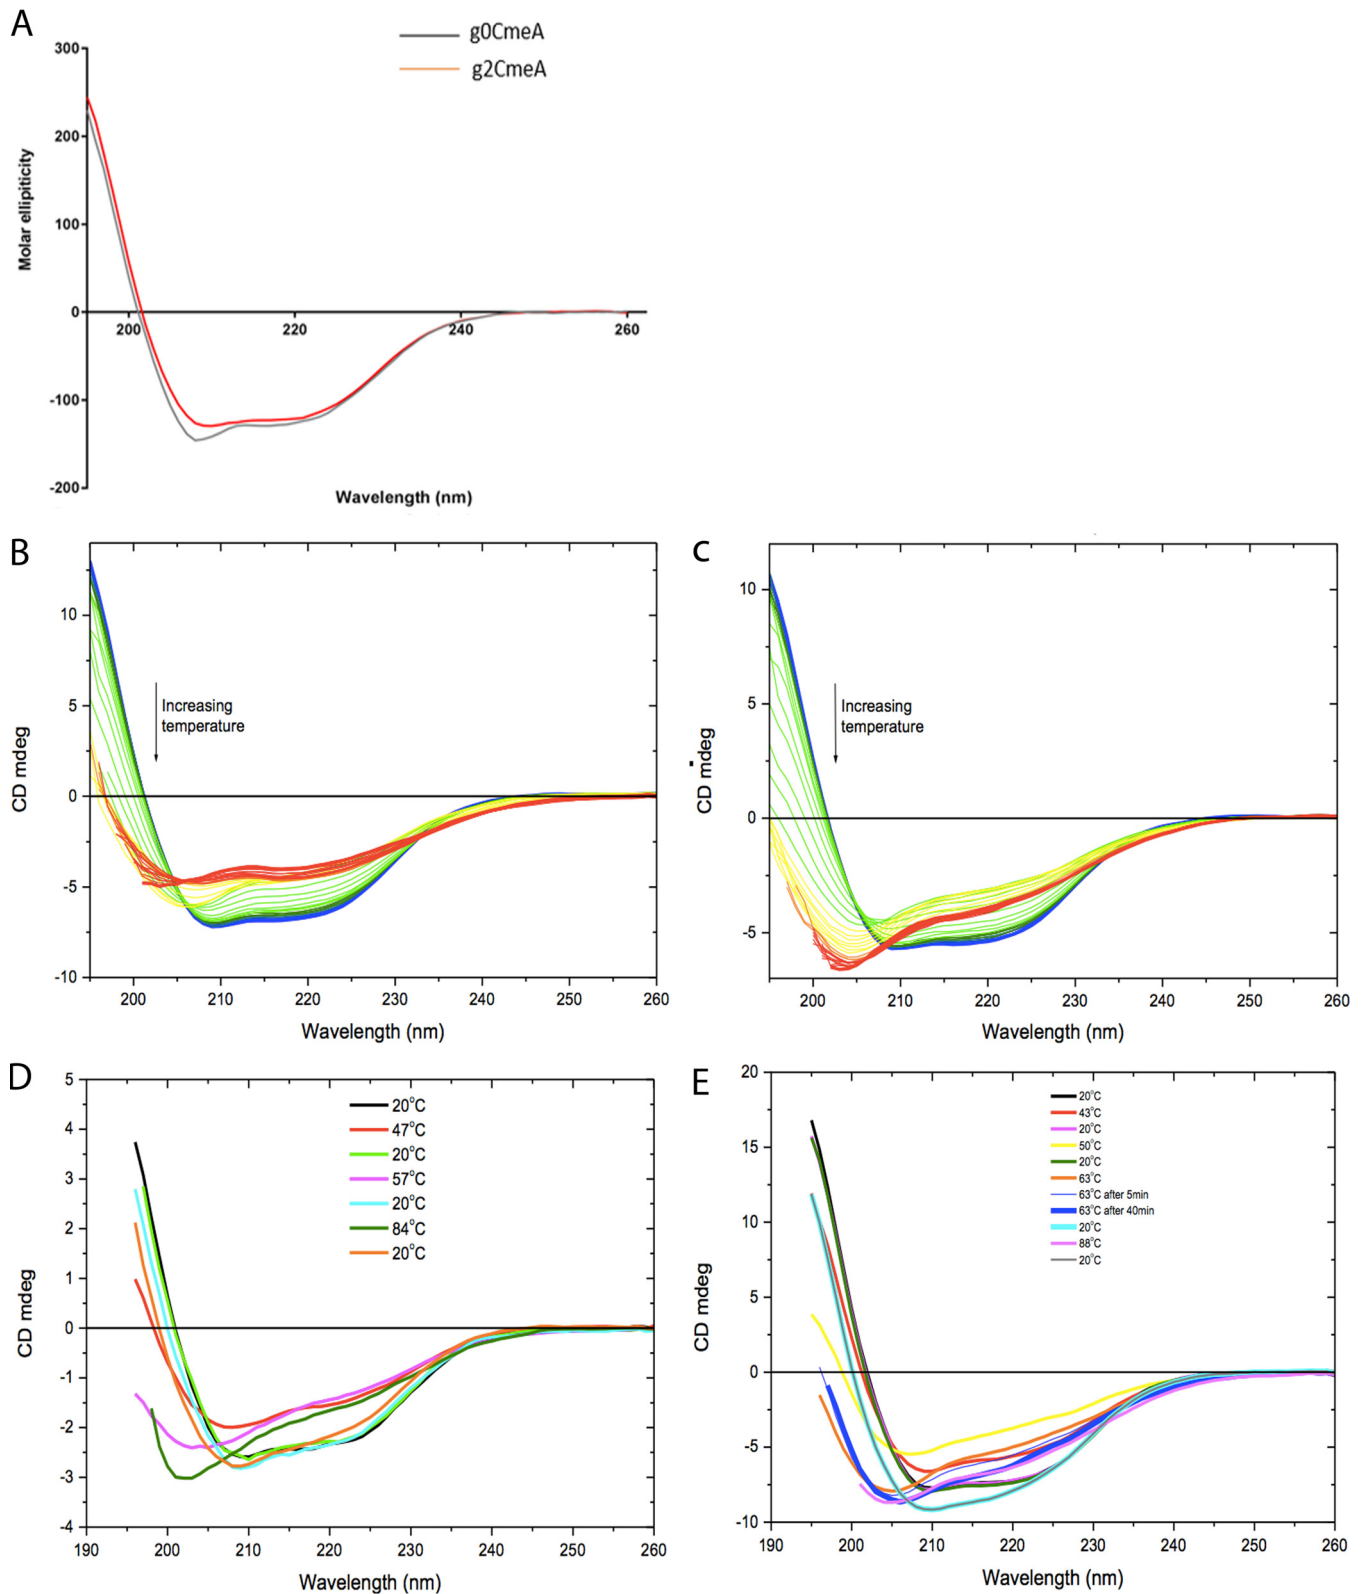 A
g0CmeA
g2CmeA
300
200
100
0
-100
-200
Molar ellipiticity
200
220
240
260
Wavelength (nm)
B
10
5
0
-5
-10
CD mdeg
Increasing
temperature
200
210
220
230
240
250
260
Wavelength (nm)
C
10
5
0
-5
CD mdeg
Increasing
temperature
200
210
220
230
240
250
260
Wavelength (nm)
D
5
4
3
2
1
0
-1
-2
-3
-4
CD mdeg
20°C
47°C
20°C
57°C
20°C
84°C
20°C
190
200
210
220
230
240
250
260
Wavelength (nm)
E
20
15
10
5
0
-5
-10
CD mdeg
20°C
43°C
20°C
50°C
20°C
63°C
63°C after 5min
63°C after 40min
20°C
88°C
20°C
190
200
210
220
230
240
250
260
Wavelength (nm)